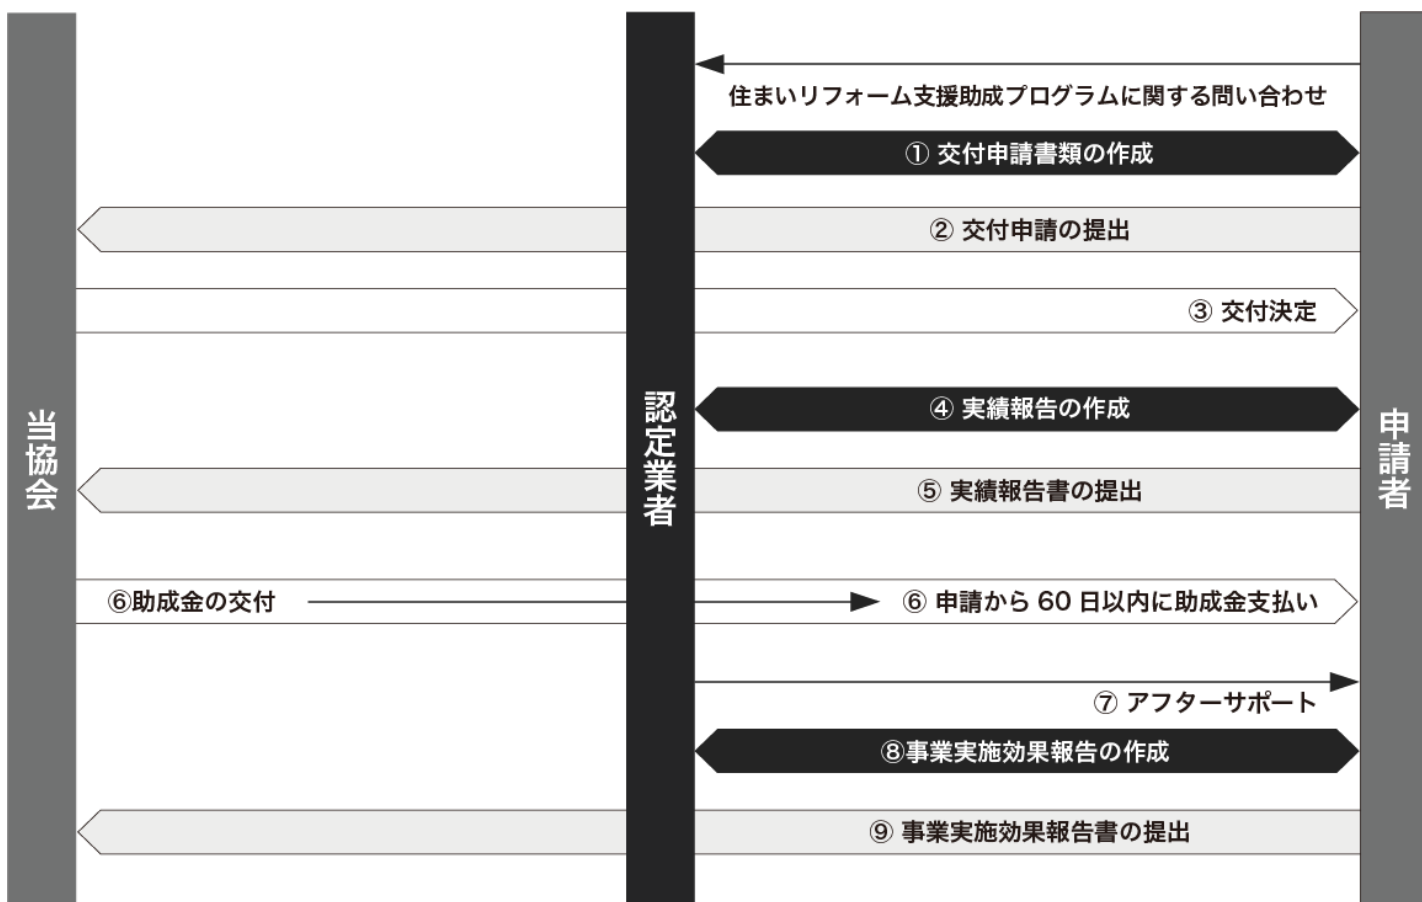 住まいリフォーム支援助成プログラムに関する問い合わせ
① 交付申請書類の作成
② 交付申請の提出
③ 交付決定
当協会
認定業者
申請者
④ 実績報告の作成
⑤ 実績報告書の提出
⑥助成金の交付
⑥ 申請から 60 日以内に助成金支払い
⑦ アフターサポート
⑧事業実施効果報告の作成
⑨ 事業実施効果報告書の提出